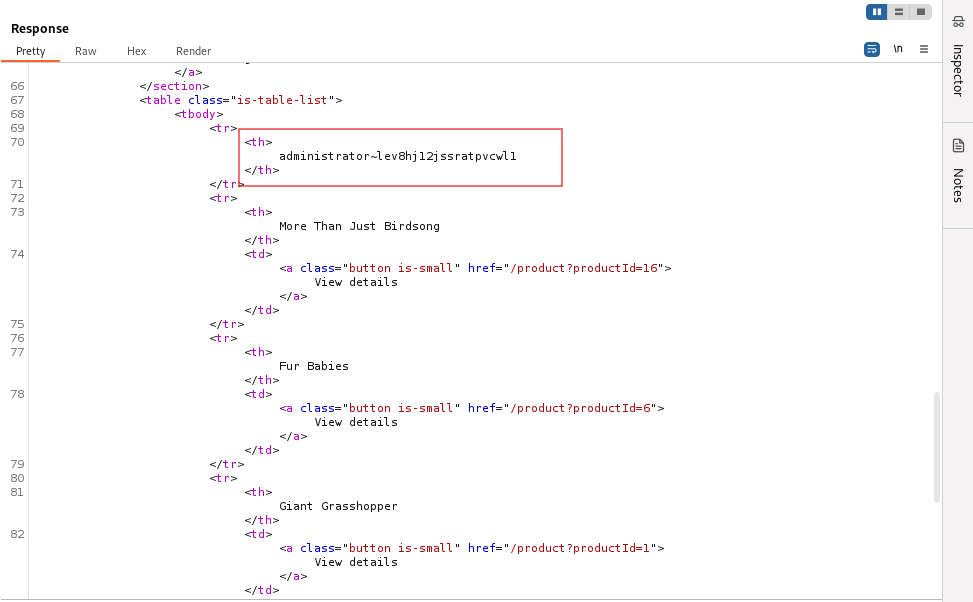 Response
Pretty Raw Hex Render
\n
Inspector
Notes
</a>
66 </section>
67 <table class="is-table-list">
68 <tbody>
69 <tr>
70 <th>
administrator~lev8hj12jssratpvcwl1
</th>
71 </tr>
72 <tr>
73 <th>
More Than Just Birdsong
</th>
74 <td>
<a class="button is-small" href="/product?productId=16">
View details
</a>
</td>
75 </tr>
76 <tr>
77 <th>
Fur Babies
</th>
78 <td>
<a class="button is-small" href="/product?productId=6">
View details
</a>
</td>
79 </tr>
80 <tr>
81 <th>
Giant Grasshopper
</th>
82 <td>
<a class="button is-small" href="/product?productId=1">
View details
</a>
</td>